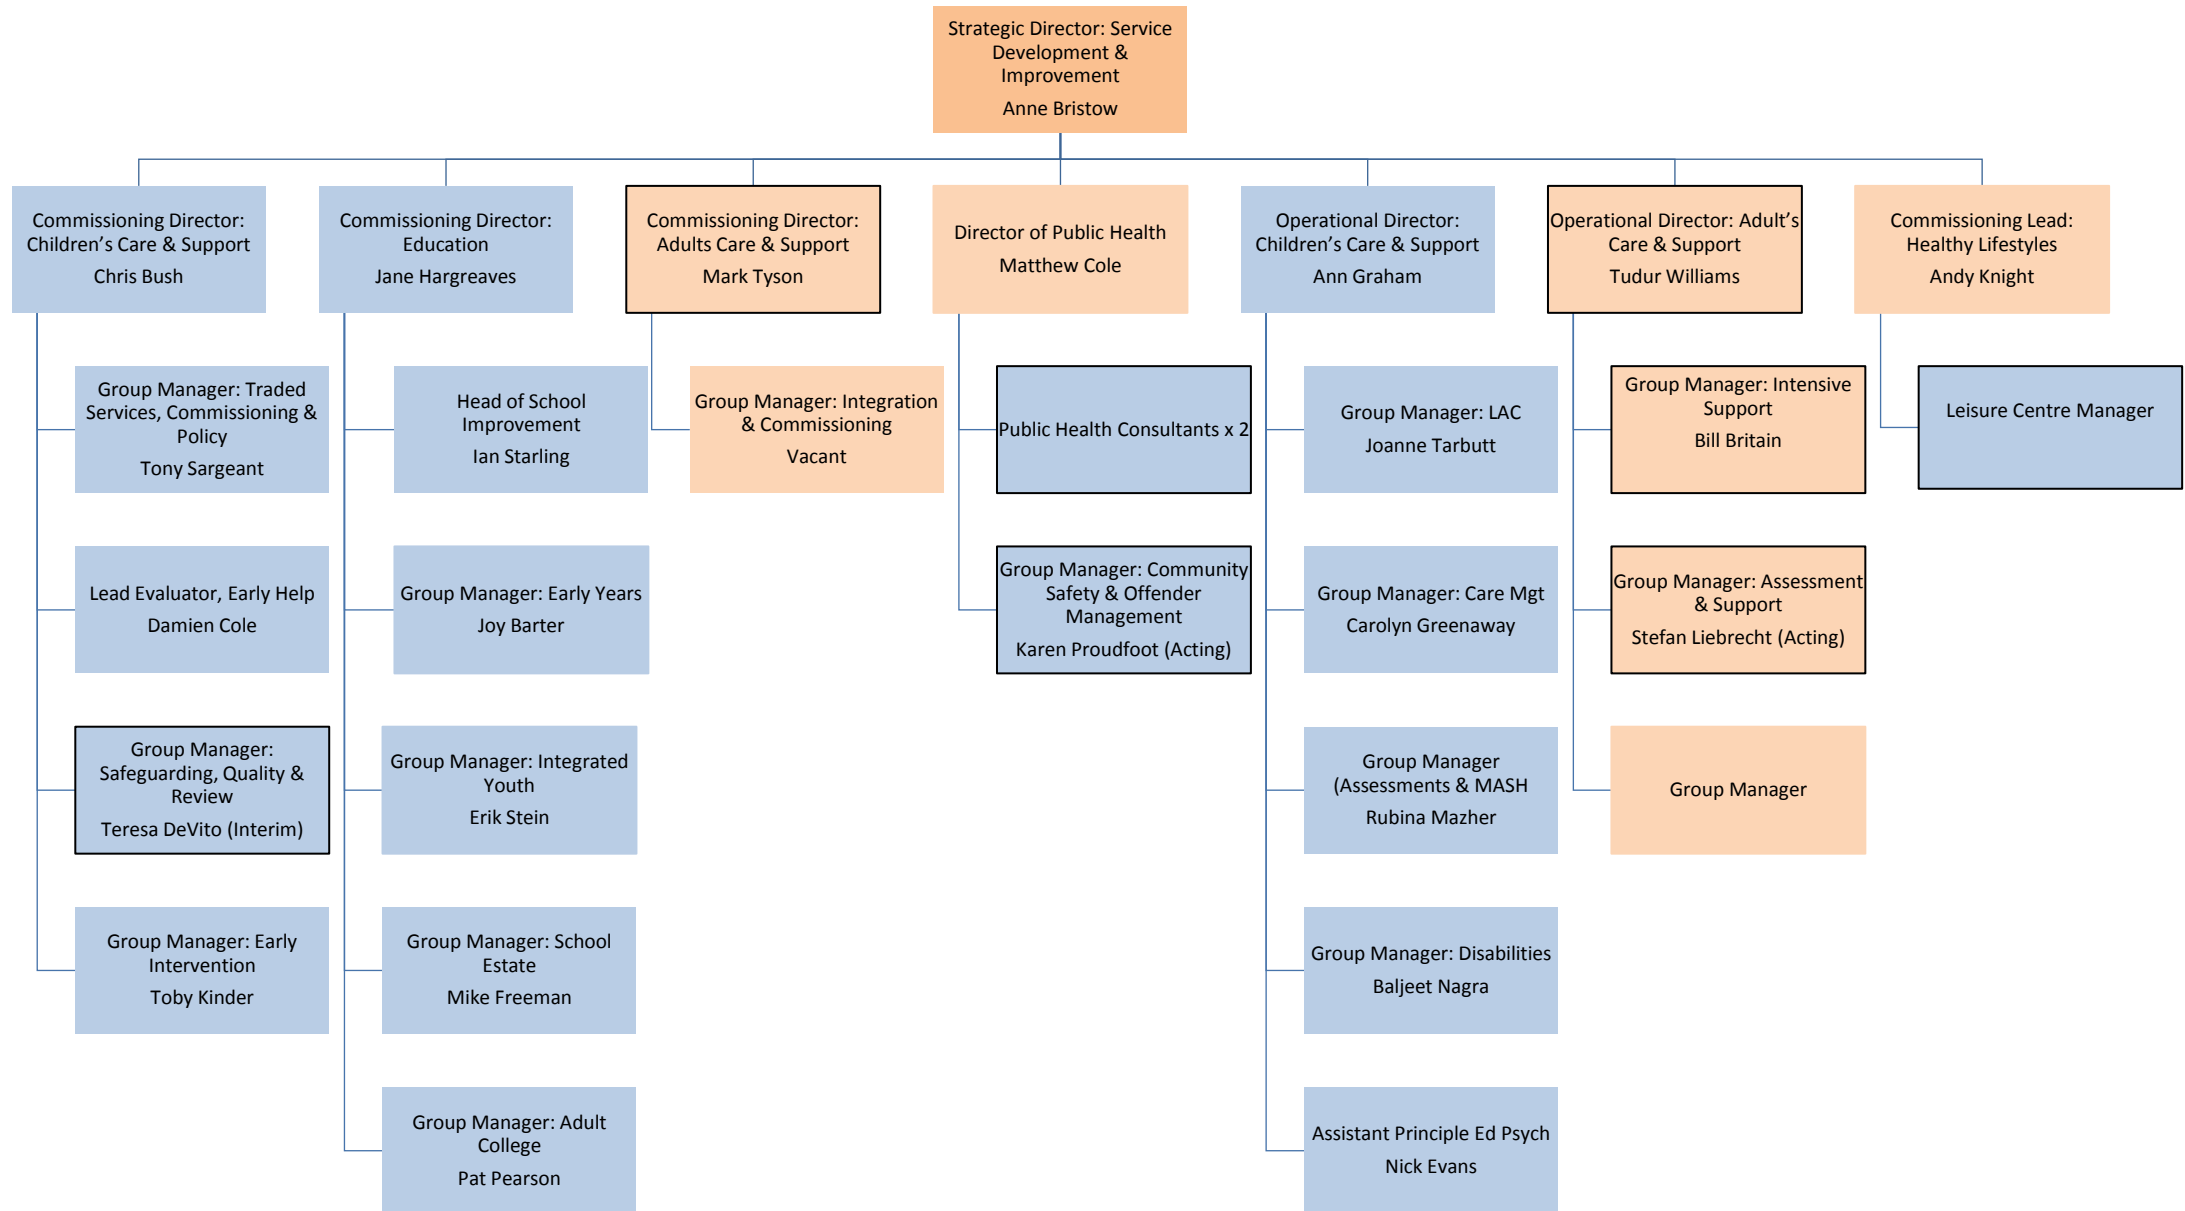 Strategic Director: Service
Development &
Improvement
Anne Bristow
Commissioning Director:
Children’s Care & Support
Chris Bush
Commissioning Director:
Education
Jane Hargreaves
Commissioning Director:
Adults Care & Support
Mark Tyson
Director of Public Health
Matthew Cole
Operational Director:
Children’s Care & Support
Ann Graham
Operational Director: Adult’s
Care & Support
Tudur Williams
Commissioning Lead:
Healthy Lifestyles
Andy Knight
Group Manager: Traded
Services, Commissioning &
Policy
Tony Sargeant
Head of School
Improvement
Ian Starling
Group Manager: Integration
& Commissioning
Vacant
Public Health Consultants x 2
Group Manager: LAC
Joanne Tarbutt
Group Manager: Intensive
Support
Bill Britain
Leisure Centre Manager
Lead Evaluator, Early Help
Damien Cole
Group Manager: Early Years
Joy Barter
Group Manager: Community
Safety & Offender
Management
Karen Proudfoot (Acting)
Group Manager: Care Mgt
Carolyn Greenaway
Group Manager: Assessment
& Support
Stefan Liebrecht (Acting)
Group Manager:
Safeguarding, Quality &
Review
Teresa DeVito (Interim)
Group Manager: Integrated
Youth
Erik Stein
Group Manager
(Assessments & MASH
Rubina Mazher
Group Manager
Group Manager: Early
Intervention
Toby Kinder
Group Manager: School
Estate
Mike Freeman
Group Manager: Disabilities
Baljeet Nagra
Group Manager: Adult
College
Pat Pearson
Assistant Principle Ed Psych
Nick Evans